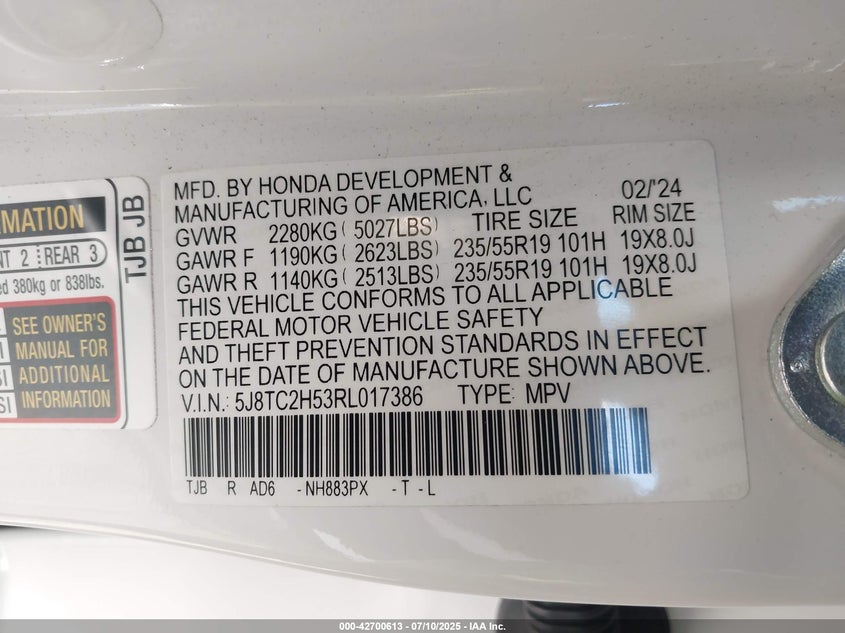 RMATION
NT 2 REAR 3
ed 380kg or 838lbs.
SEE OWNER'S
MANUAL FOR
ADDITIONAL
INFORMATION
TJB JB
MFD. BY HONDA DEVELOPMENT &
MANUFACTURING OF AMERICA, LLC 02/'24
GVWR 2280KG ( 5027LBS) TIRE SIZE RIM SIZE
GAWR F 1190KG ( 2623LBS) 235/55R19 101H 19X8.0J
GAWR R 1140KG ( 2513LBS) 235/55R19 101H 19X8.0J
THIS VEHICLE CONFORMS TO ALL APPLICABLE
FEDERAL MOTOR VEHICLE SAFETY
AND THEFT PREVENTION STANDARDS IN EFFECT
ON THE DATE OF MANUFACTURE SHOWN ABOVE.
V.I.N.: 5J8TC2H53RL017386 TYPE: MPV
TJB R AD6 -NH883PX -T -L
000-42700613 - 07/10/2025 - IAA Inc.